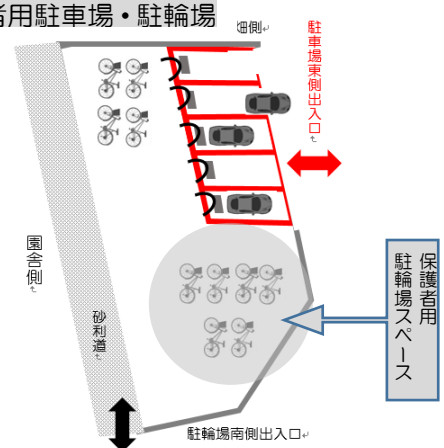 者用駐車場・駐輪場
畑側
駐車場東側出入口
園舎側
砂利道
保護者用
駐輪場スペース
駐輪場南側出入口